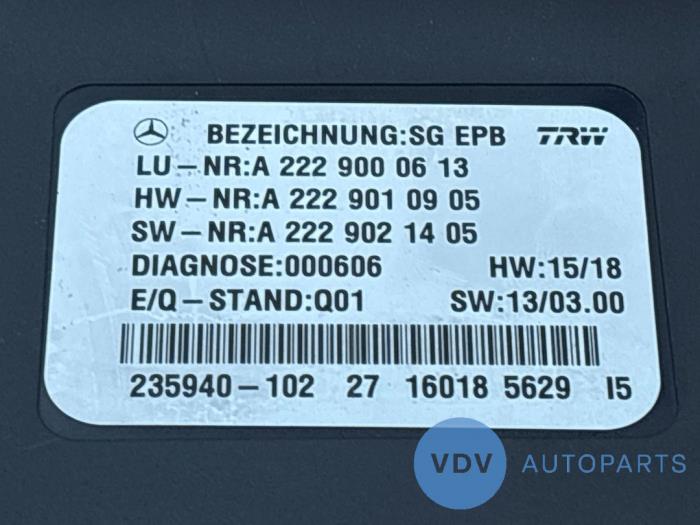 BEZEICHNUNG:SG EPB TRW
LU-NR:A 222 900 06 13
HW-NR:A 222 901 09 05
SW-NR:A 222 902 14 05
DIAGNOSE:000606 HW:15/18
E/Q-STAND:Q01 SW:13/03.00
235940-102 27 16018 5629 I5
VDV AUTOPARTS